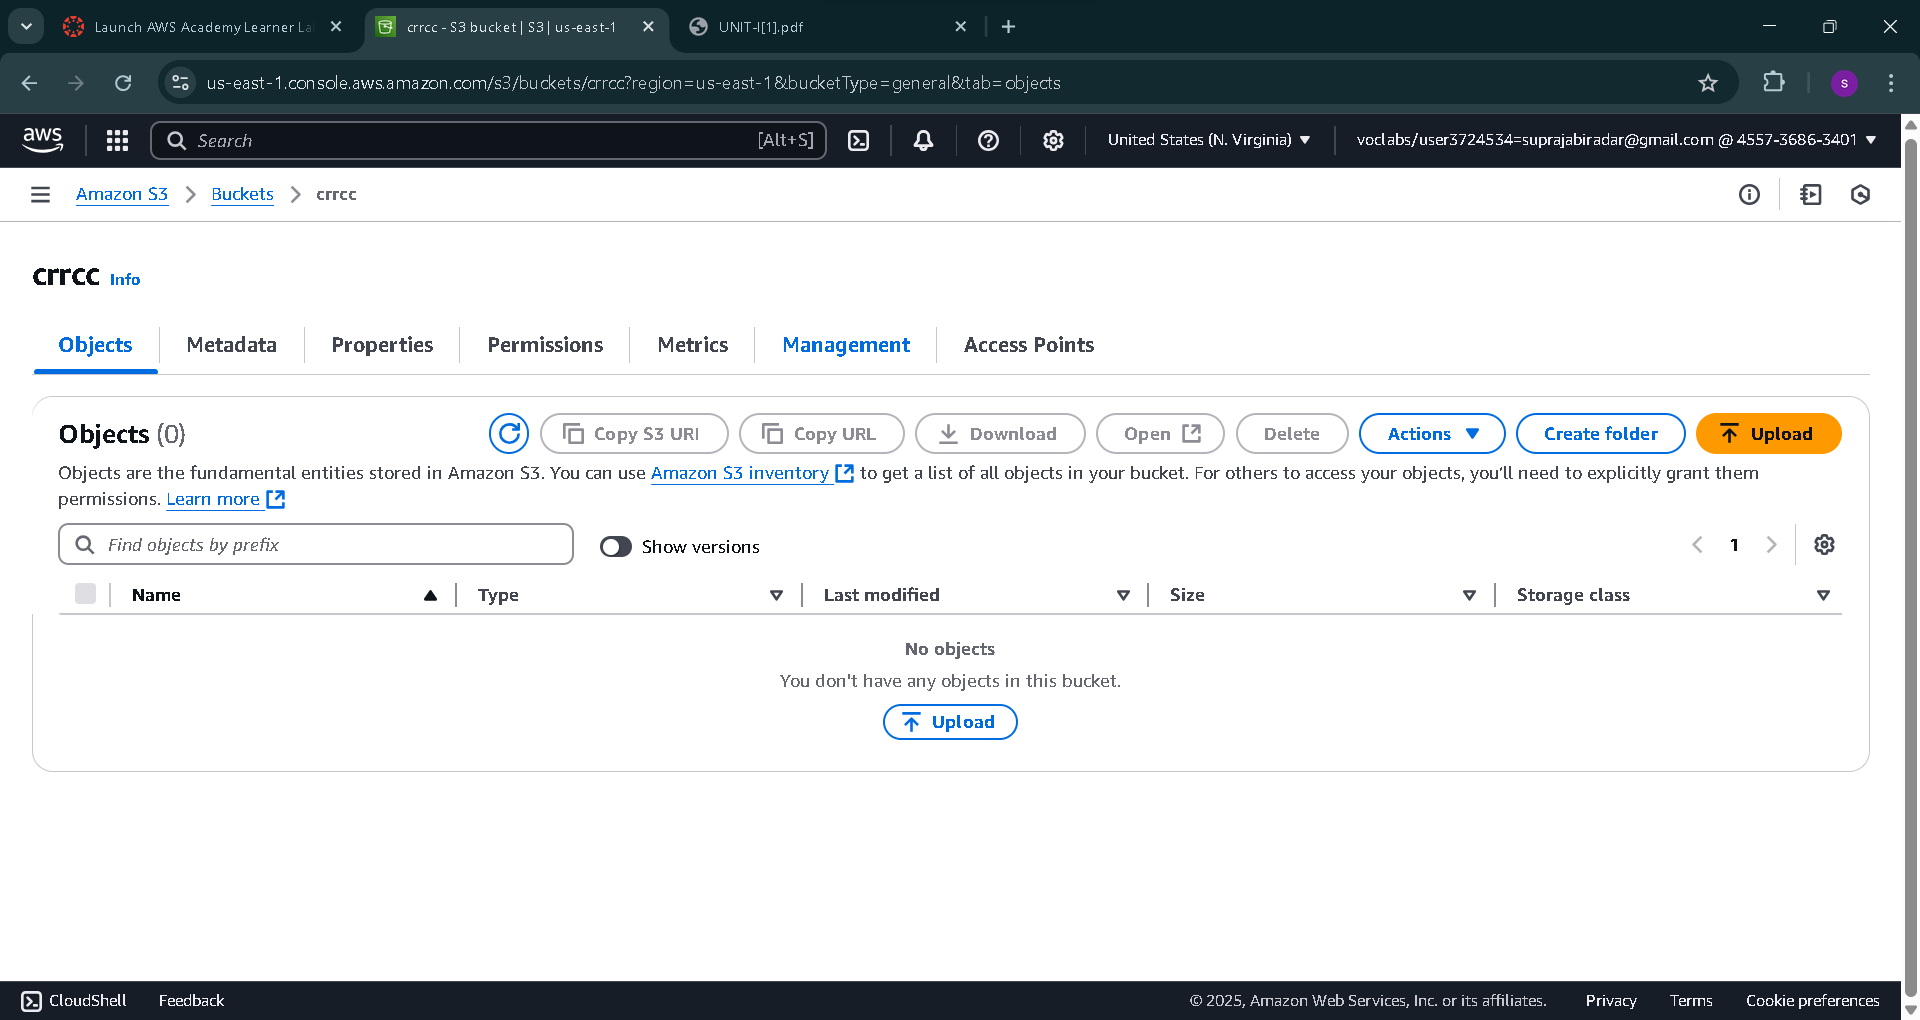 Launch AWS Academy Learner La
crrcc - S3 bucket | S3 | us-east-1
UNIT-I[1].pdf
us-east-1.console.aws.amazon.com/s3/buckets/crrcc?region=us-east-1&bucketType=general&tab=objects
s
aws
Search
[Alt+S]
United States (N. Virginia)
voclabs/user3724534=suprajabiradar@gmail.com @ 4557-3686-3401
Amazon S3
Buckets
crrcc
crrcc Info
Objects
Metadata
Properties
Permissions
Metrics
Management
Access Points
Objects (0)
Copy S3 URI
Copy URL
Download
Open
Delete
Actions
Create folder
Upload
Objects are the fundamental entities stored in Amazon S3. You can use Amazon S3 inventory to get a list of all objects in your bucket. For others to access your objects, you'll need to explicitly grant them
permissions. Learn more
Find objects by prefix
Show versions
1
Name
Type
Last modified
Size
Storage class
No objects
You don't have any objects in this bucket.
Upload
CloudShell
Feedback
© 2025, Amazon Web Services, Inc. or its affiliates.
Privacy
Terms
Cookie preferences